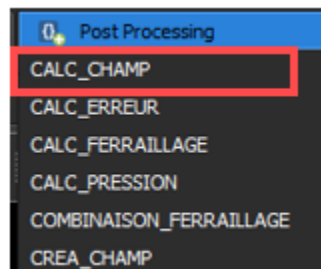 Post Processing
CALC_CHAMP
CALC_ERREUR
CALC_FERRAILLAGE
CALC_PRESSION
COMBINAISON_FERRAILLAGE
CREA_CHAMP